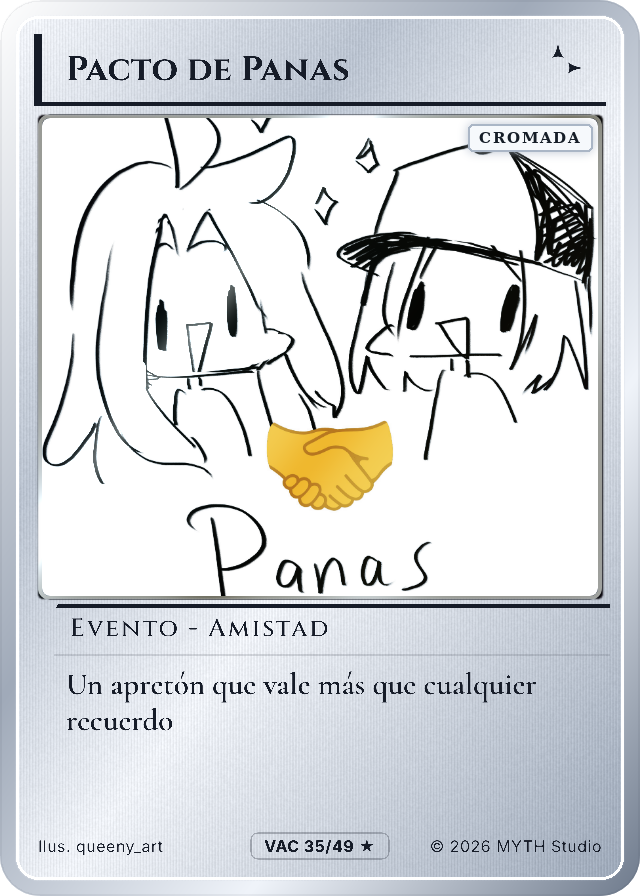 Pacto de Panas
CROMADA
Panas
Evento - Amistad
Un apretón que vale más que cualquier
recuerdo
Ilus. queeny_art
VAC 35/49 ★
© 2026 MYTH Studio